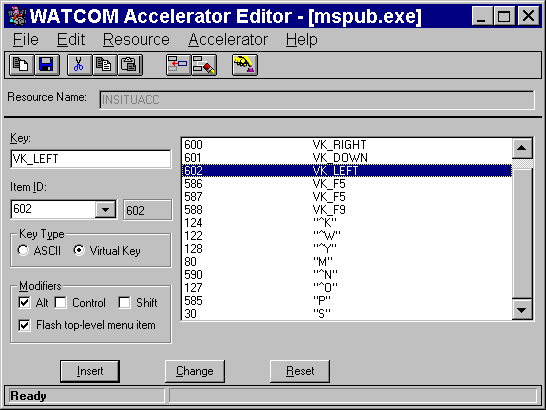 WATCOM Accelerator Editor - [mspub.exe]
File Edit Resource Accelerator Help
Resource Name: INSITUACC
Key:
VK_LEFT
Item ID:
602 602
Key Type
ASCII Virtual Key
Modifiers
Alt Control Shift
Flash top-level menu item
600 VK_RIGHT
601 VK_DOWN
602 VK_LEFT
586 VK_F5
587 VK_F5
588 VK_F9
124 "^K"
122 "^W"
128 "^Y"
80 "M"
590 "^N"
127 "^O"
585 "P"
30 "S"
Insert Change Reset
Ready